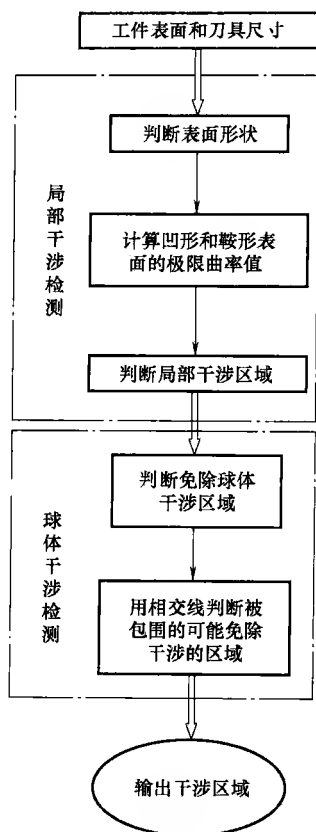 工件表面和刀具尺寸
判断表面形状
局部干涉检测
计算凹形和鞍形表
面的极限曲率值
判断局部干涉区域
球体干涉检测
判断免除球体
干涉区域
用相交线判断被
包围的可能免除
干涉的区域
输出干涉区域